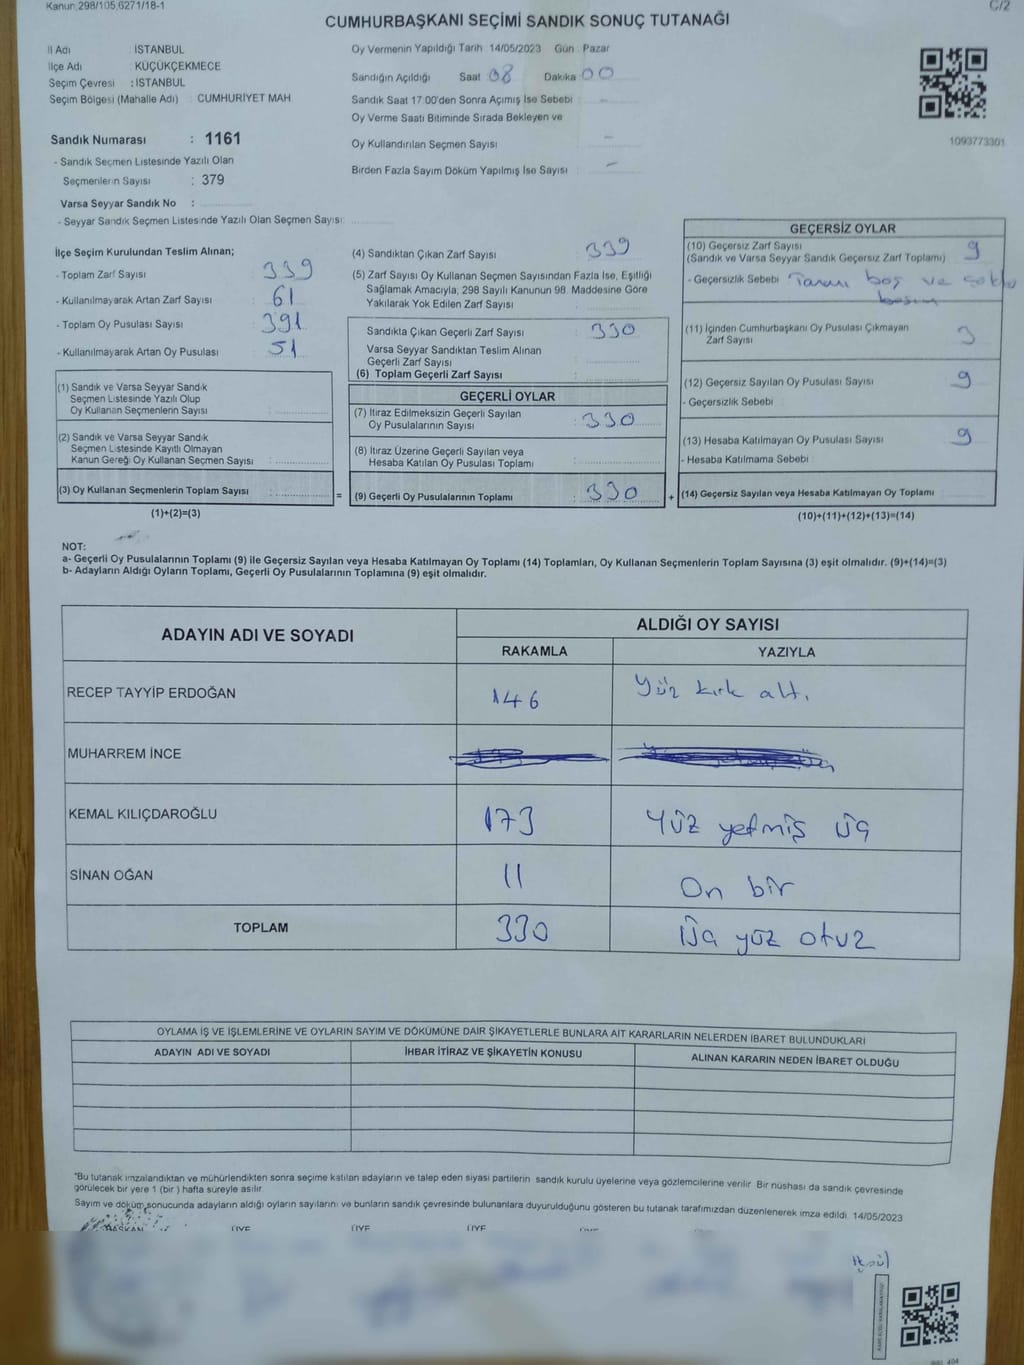 Kanun,298/105,6271/18-1
C/2
CUMHURBAŞKANI SEÇİMİ SANDIK SONUÇ TUTANAĞI
İl Adı : İSTANBUL
İlçe Adı : KÜÇÜKÇEKMECE
Seçim Çevresi : İSTANBUL
Seçim Bölgesi (Mahalle Adı) : CUMHURİYET MAH
Oy Vermenin Yapıldığı Tarih 14/05/2023 Gün : Pazar
Sandığın Açıldığı Saat 08 Dakika 00
Sandık Saat 17:00'den Sonra Açımış İse Sebebi : -
Oy Verme Saati Bitiminde Sırada Bekleyen ve
Oy Kullandırılan Seçmen Sayısı : -
Birden Fazla Sayım Döküm Yapılmış İse Sayısı : -
1093773301
Sandık Numarası : 1161
- Sandık Seçmen Listesinde Yazılı Olan
Seçmenlerin Sayısı : 379
Varsa Seyyar Sandık No :
- Seyyar Sandık Seçmen Listesinde Yazılı Olan Seçmen Sayısı:
İlçe Seçim Kurulundan Teslim Alınan;
- Toplam Zarf Sayısı : 339
- Kullanılmayarak Artan Zarf Sayısı : 61
- Toplam Oy Pusulası Sayısı : 391
- Kullanılmayarak Artan Oy Pusulası : 51
(1) Sandık ve Varsa Seyyar Sandık
Seçmen Listesinde Yazılı Olup
Oy Kullanan Seçmenlerin Sayısı :
(2) Sandık ve Varsa Seyyar Sandık
Seçmen Listesinde Kayıtlı Olmayan
Kanun Gereği Oy Kullanan Seçmen Sayısı :
(3) Oy Kullanan Seçmenlerin Toplam Sayısı :
(1)+(2)=(3)
(4) Sandıktan Çıkan Zarf Sayısı : 339
(5) Zarf Sayısı Oy Kullanan Seçmen Sayısından Fazla İse, Eşitliği
Sağlamak Amacıyla, 298 Sayılı Kanunun 98. Maddesine Göre
Yakılarak Yok Edilen Zarf Sayısı :
Sandıkta Çıkan Geçerli Zarf Sayısı : 330
Varsa Seyyar Sandıktan Teslim Alınan
Geçerli Zarf Sayısı :
(6) Toplam Geçerli Zarf Sayısı :
GEÇERLİ OYLAR
(7) İtiraz Edilmeksizin Geçerli Sayılan
Oy Pusulalarının Sayısı : 330
(8) İtiraz Üzerine Geçerli Sayılan veya
Hesaba Katılan Oy Pusulası Toplamı :
= (9) Geçerli Oy Pusulalarının Toplamı : 330 +
GEÇERSİZ OYLAR
(10) Geçersiz Zarf Sayısı : 9
(Sandık ve Varsa Seyyar Sandık Geçersiz Zarf Toplamı)
- Geçersizlik Sebebi : boş ve
(11) İçinden Cumhurbaşkanı Oy Pusulası Çıkmayan
Zarf Sayısı : 3
(12) Geçersiz Sayılan Oy Pusulası Sayısı : 9
- Geçersizlik Sebebi :
(13) Hesaba Katılmayan Oy Pusulası Sayısı : 9
- Hesaba Katılmama Sebebi :
(14) Geçersiz Sayılan veya Hesaba Katılmayan Oy Toplamı :
(10)+(11)+(12)+(13)=(14)
NOT:
a- Geçerli Oy Pusulalarının Toplamı (9) ile Geçersiz Sayılan veya Hesaba Katılmayan Oy Toplamı (14) Toplamları, Oy Kullanan Seçmenlerin Toplam Sayısına (3) eşit olmalıdır. (9)+(14)=(3)
b- Adayların Aldığı Oyların Toplamı, Geçerli Oy Pusulalarının Toplamına (9) eşit olmalıdır.
ADAYIN ADI VE SOYADI
ALDIĞI OY SAYISI
RAKAMLA YAZIYLA
RECEP TAYYİP ERDOĞAN 146 Yüz kırk altı
MUHARREM İNCE
KEMAL KILIÇDAROĞLU 173 Yüz yetmiş üç
SİNAN OĞAN 11 On bir
TOPLAM 330 Üç yüz otuz
OYLAMA İŞ VE İŞLEMLERİNE VE OYLARIN SAYIM VE DÖKÜMÜNE DAİR ŞİKAYETLERLE BUNLARA AİT KARARLARIN NELERDEN İBARET BULUNDUKLARI
ADAYIN ADI VE SOYADI İHBAR İTİRAZ VE ŞİKAYETİN KONUSU ALINAN KARARIN NEDEN İBARET OLDUĞU
*Bu tutanak imzalandıktan ve mühürlendikten sonra seçime katılan adayların ve talep eden siyasi partilerin sandık kurulu üyelerine veya gözlemcilerine verilir. Bir nüshası da sandık çevresinde
görülecek bir yere 1 (bir) hafta süreyle asılır.
Sayım ve döküm sonucunda adayların aldığı oyların sayılarını ve bunların sandık çevresinde bulunanlara duyurulduğunu gösteren bu tutanak tarafımızdan düzenlenerek imza edildi. 14/05/2023
BAŞKAN ÜYE ÜYE ÜYE ÜYE